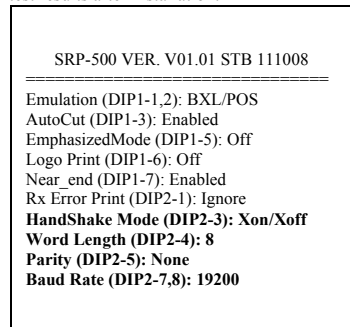 SRP-500 VER. V01.01 STB 111008
================================
Emulation (DIP1-1,2): BXL/POS
AutoCut (DIP1-3): Enabled
EmphasizedMode (DIP1-5): Off
Logo Print (DIP1-6): Off
Near_end (DIP1-7): Enabled
Rx Error Print (DIP2-1): Ignore
HandShake Mode (DIP2-3): Xon/Xoff
Word Length (DIP2-4): 8
Parity (DIP2-5): None
Baud Rate (DIP2-7,8): 19200